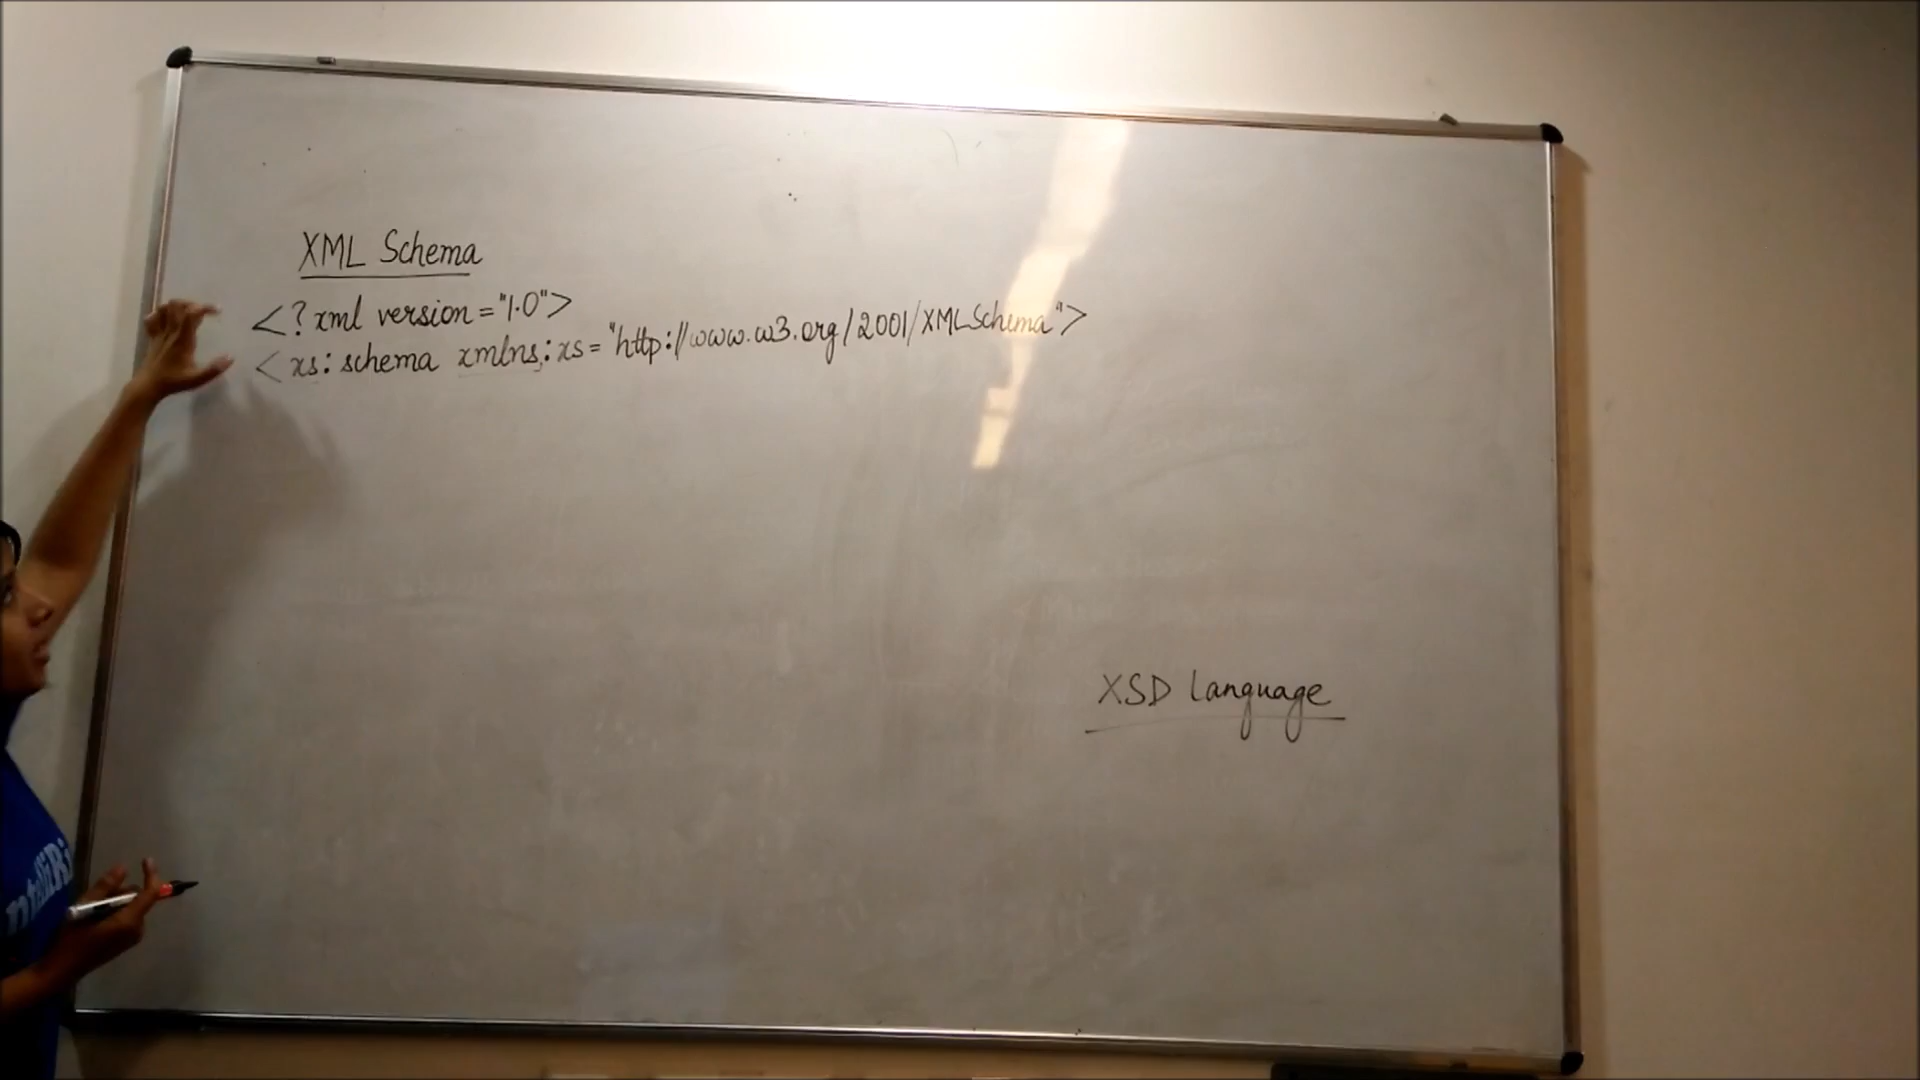 XML Schema
<?xml version="1.0">
<xs:schema xmlns:xs="http://www.w3.org/2001/XMLSchema">
XSD language